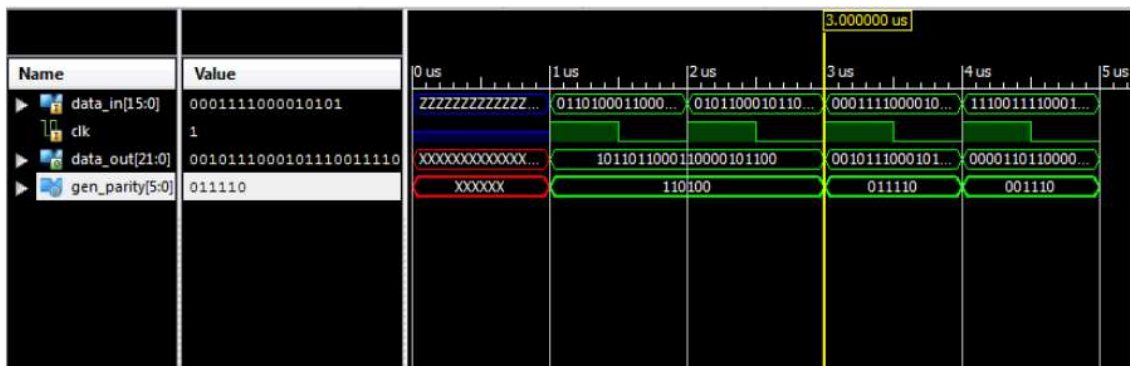 3.000000 us
Name Value 0 us 1 us 2 us 3 us 4 us 5 us
data_in[15:0] 0001111000010101 ZZZZZZZZZZZZZ... 0110100011000... 0101100010110... 0001111000010... 1110011110001...
clk 1
data_out[21:0] 0010111000101110011110 XXXXXXXXXXXXX... 1011011000110000101100 0010111000101... 0000110110000...
gen_parity[5:0] 011110 XXXXXX 110100 011110 001110